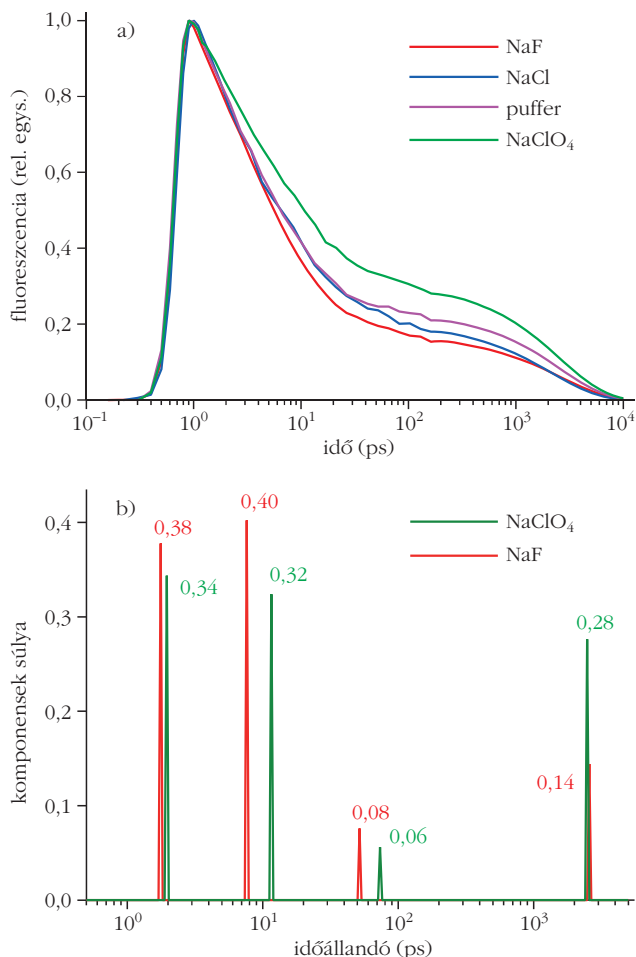 a)
NaF
NaCl
puffer
NaClO₄
fluoreszcencia (rel. egys.)
1,0
0,8
0,6
0,4
0,2
0,0
10⁻¹ 10⁰ 10¹ 10² 10³ 10⁴
idő (ps)
b)
NaClO₄
NaF
komponensek súlya
0,4
0,3
0,2
0,1
0,0
0,38
0,34
0,40
0,32
0,08
0,06
0,28
0,14
10⁰ 10¹ 10² 10³
időállandó (ps)